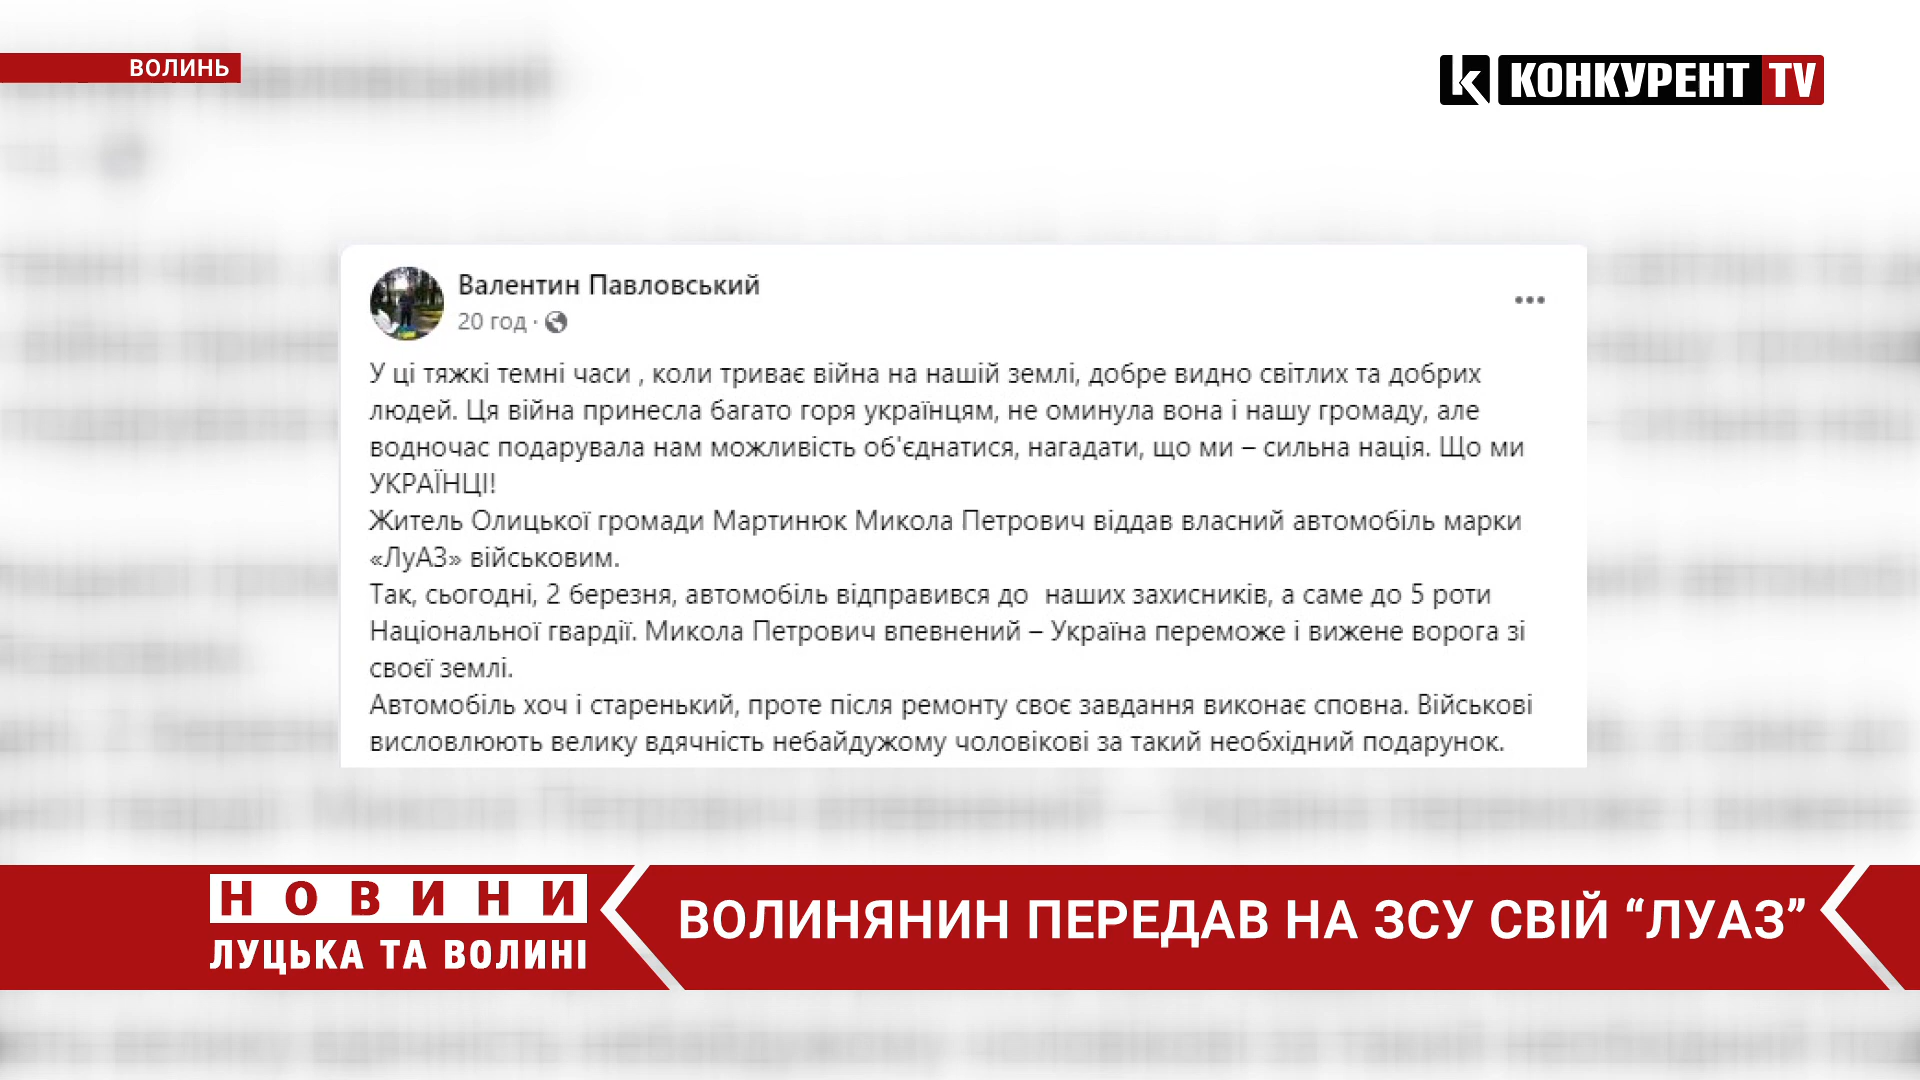 ВОЛИНЬ
КОНКУРЕНТ TV
Валентин Павловський
20 год ·
У ці тяжкі темні часи , коли триває війна на нашій землі, добре видно світлих та добрих
людей. Ця війна принесла багато горя українцям, не оминула вона і нашу громаду, але
водночас подарувала нам можливість об'єднатися, нагадати, що ми – сильна нація. Що ми
УКРАЇНЦІ!
Житель Олицької громади Мартинюк Микола Петрович віддав власний автомобіль марки
«ЛуАЗ» військовим.
Так, сьогодні, 2 березня, автомобіль відправився до  наших захисників, а саме до 5 роти
Національної гвардії. Микола Петрович впевнений – Україна переможе і вижене ворога зі
своєї землі.
Автомобіль хоч і старенький, проте після ремонту своє завдання виконає сповна. Військові
висловлюють велику вдячність небайдужому чоловікові за такий необхідний подарунок.
НОВИНИ
ЛУЦЬКА ТА ВОЛИНІ
ВОЛИНЯНИН ПЕРЕДАВ НА ЗСУ СВІЙ “ЛУАЗ”